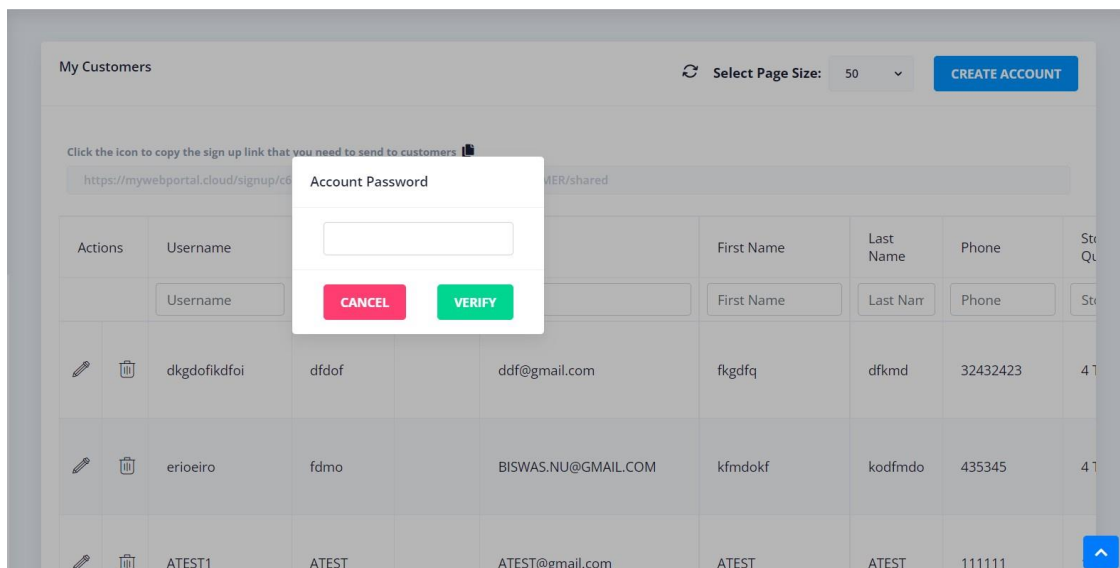 My Customers
Select Page Size: 50 CREATE ACCOUNT
Click the icon to copy the sign up link that you need to send to customers
https://mywebportal.cloud/signup/c6 MER/shared
Account Password
CANCEL VERIFY
Actions Username First Name Last Name Phone
Username First Name Last Nam Phone
dkgdofikdfoi dfdof ddf@gmail.com fkgdfq dfkmd 32432423 4
erioeiro fdmo BISWAS.NU@GMAIL.COM kfmdokf kodfmdo 435345 4
ATEST1 ATEST ATEST@gmail.com ATEST ATEST 111111